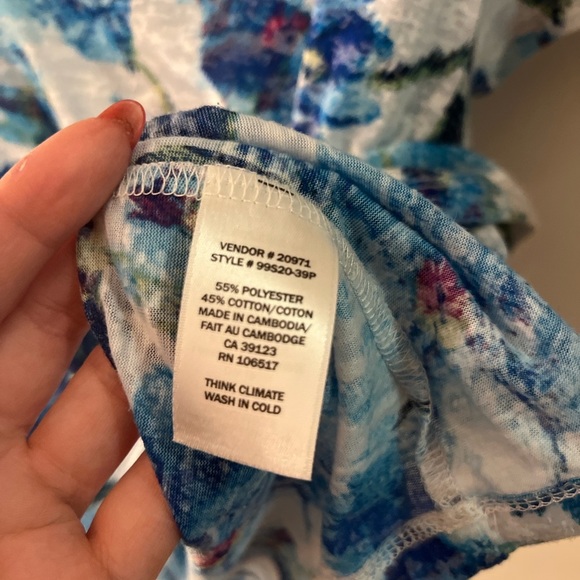 VENDOR # 20971
STYLE # 99S20-39P
55% POLYESTER
45% COTTON/COTON
MADE IN CAMBODIA/
FAIT AU CAMBODGE
CA 39123
RN 106517
THINK CLIMATE
WASH IN COLD